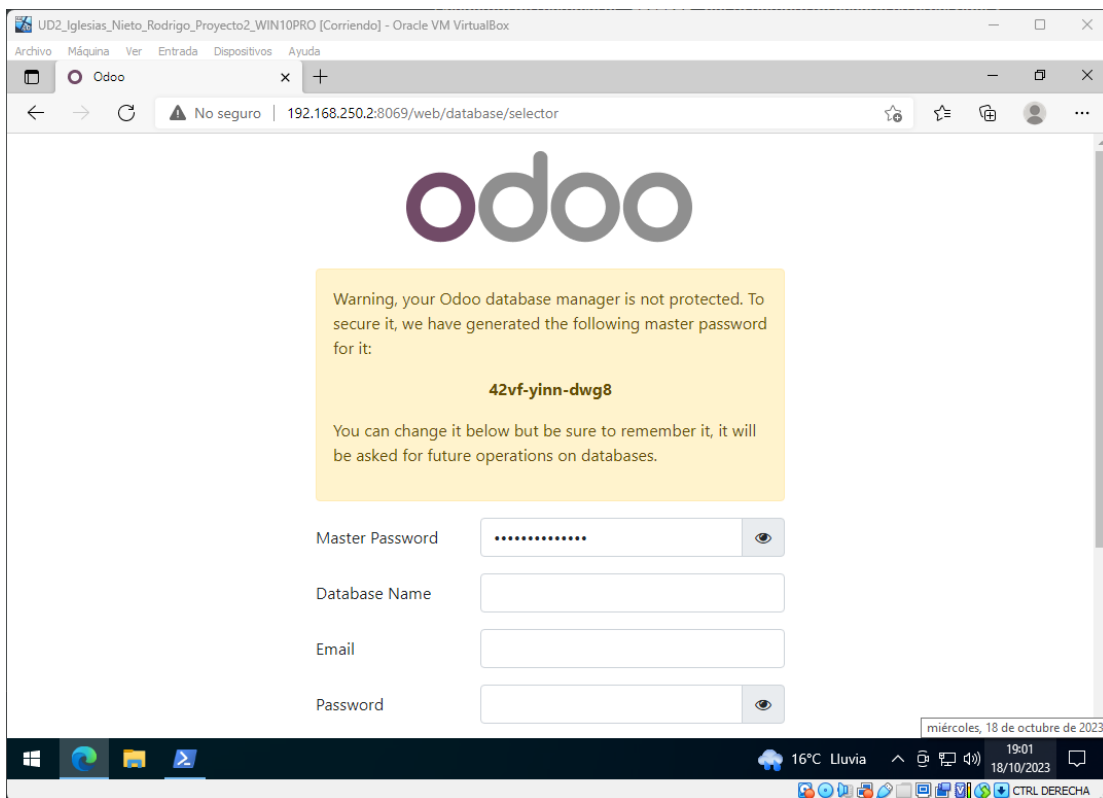 UD2_Iglesias_Nieto_Rodrigo_Proyecto2_WIN10PRO [Corriendo] - Oracle VM VirtualBox
Archivo Máquina Ver Entrada Dispositivos Ayuda
Odoo
No seguro | 192.168.250.2:8069/web/database/selector
odoo
Warning, your Odoo database manager is not protected. To
secure it, we have generated the following master password
for it:
42vf-yinn-dwg8
You can change it below but be sure to remember it, it will
be asked for future operations on databases.
Master Password ••••••••••••••
Database Name
Email
Password
miércoles, 18 de octubre de 2023
16°C Lluvia
19:01
18/10/2023
CTRL DERECHA